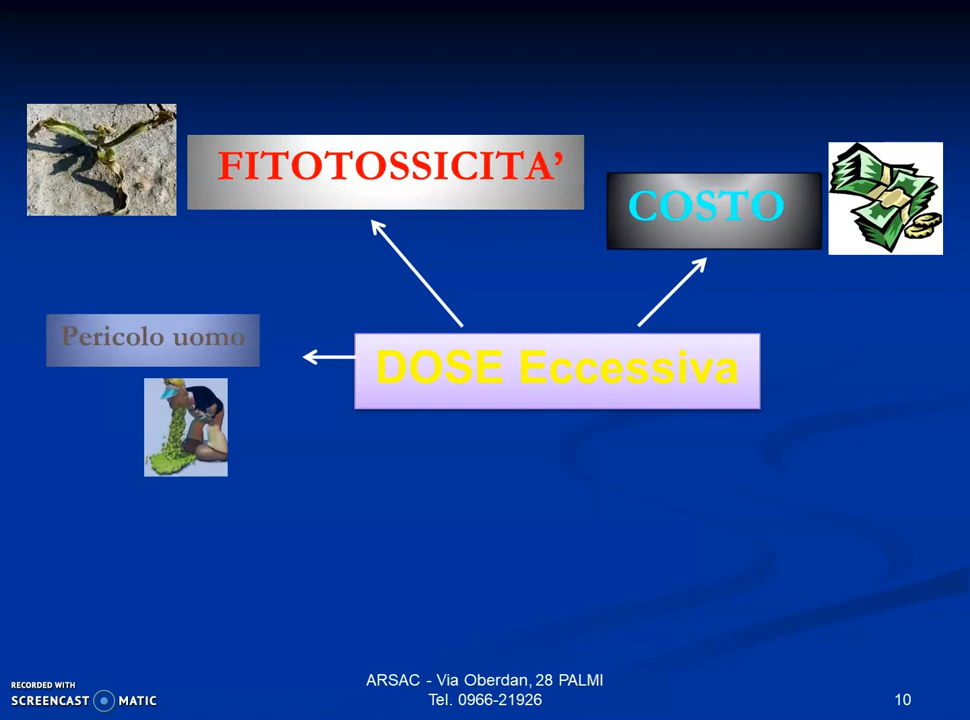 FITOTOSSICITA’
COSTO
Pericolo uomo
DOSE Eccessiva
ARSAC - Via Oberdan, 28 PALMI
Tel. 0966-21926
10
RECORDED WITH
SCREENCAST MATIC